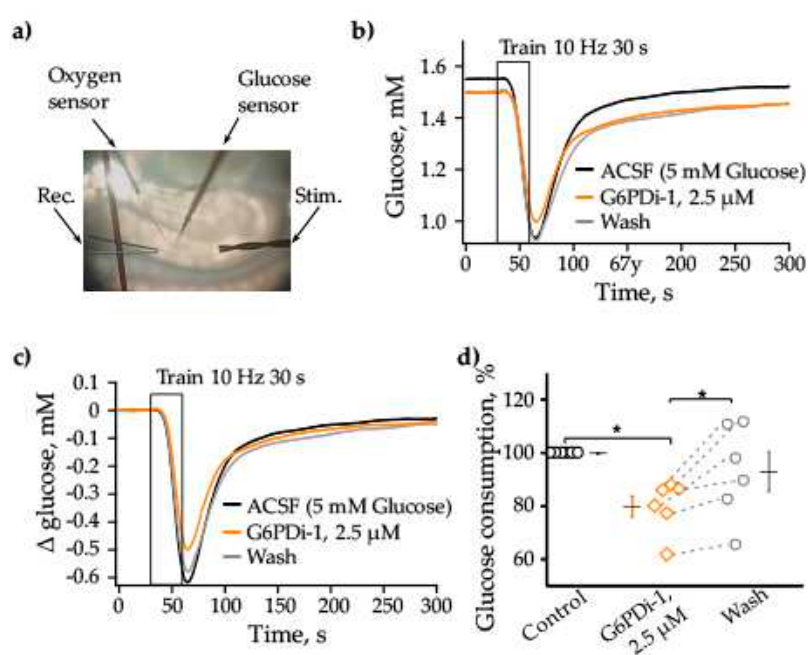 a)
Oxygen sensor
Glucose sensor
Rec.
Stim.
b)
Train 10 Hz 30 s
Glucose, mM
1.6
1.4
1.2
1.0
ACSF (5 mM Glucose)
G6PDi-1, 2.5 µM
Wash
0 50 100 67y 200 250 300
Time, s
c)
Train 10 Hz 30 s
Δ glucose, mM
0.1
0
-0.1
-0.2
-0.3
-0.4
-0.5
-0.6
ACSF (5 mM Glucose)
G6PDi-1, 2.5 µM
Wash
0 50 100 150 200 250 300
Time, s
d)
Glucose consumption, %
120
100
80
60
* *
Control
G6PDi-1, 2.5 µM
Wash